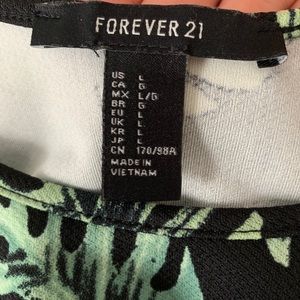 FOREVER 21
US L
CA G
MX L/G
BR G
EU L
UK L
KR L
JP L
CN 170/98A
MADE IN
VIETNAM